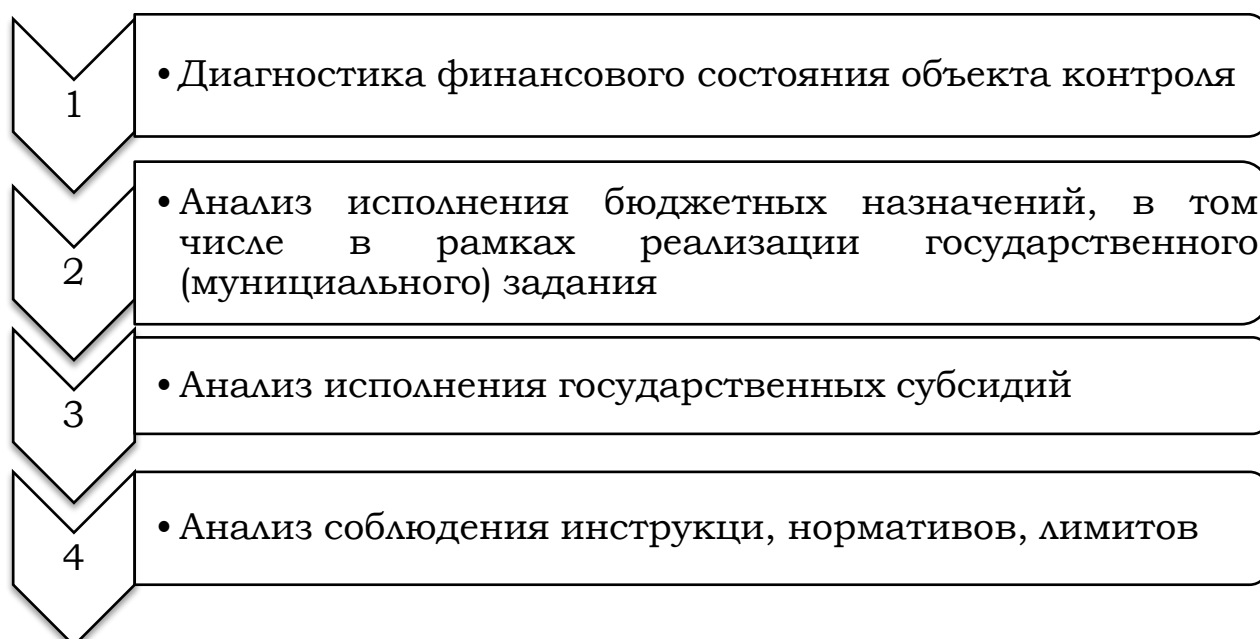 1
• Диагностика финансового состояния объекта контроля
2
• Анализ исполнения бюджетных назначений, в том
числе в рамках реализации государственного
(муниципального) задания
3
• Анализ исполнения государственных субсидий
4
• Анализ соблюдения инструкци, нормативов, лимитов